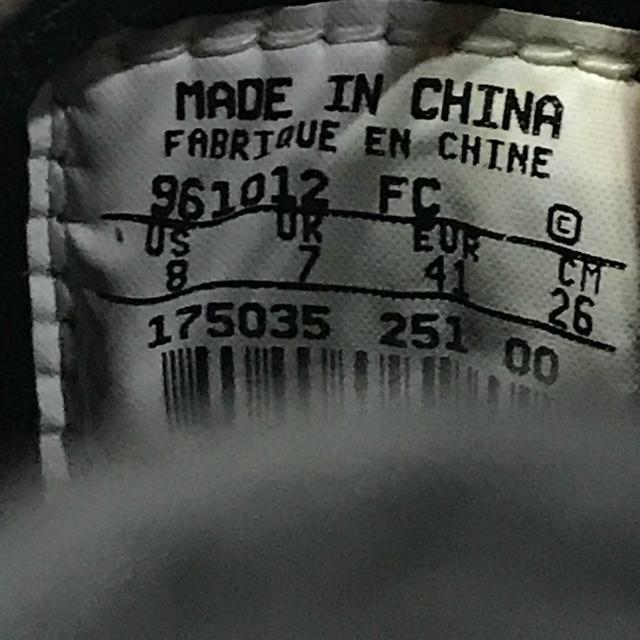 MADE IN CHINA
FABRIQUE EN CHINE
961012 FC ©
US UK EUR CM
8 7 41 26
175035 251 00